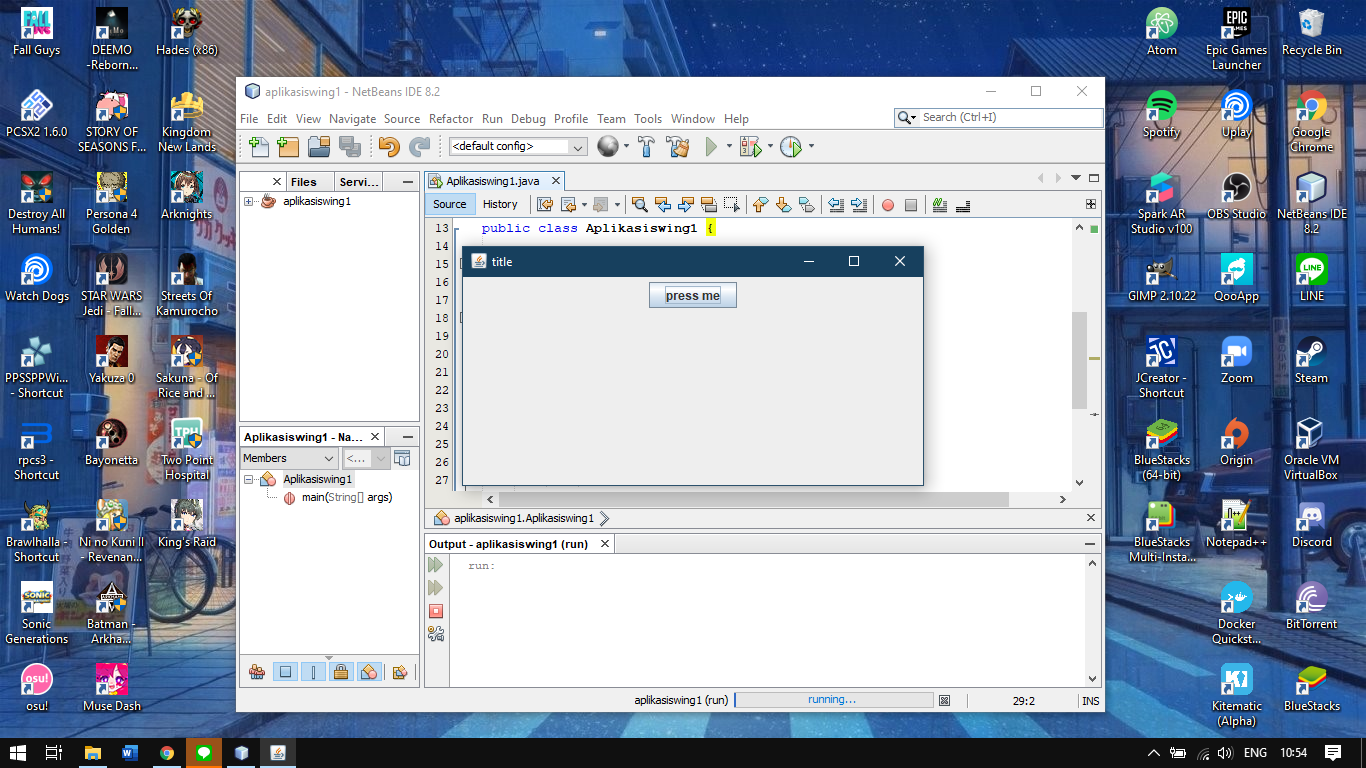 Fall Guys
DEEMO
-Reborn...
Hades (x86)
PCSX2 1.6.0
STORY OF
SEASONS F...
Kingdom
New Lands
Destroy All
Humans!
Persona 4
Golden
Arknights
Watch Dogs
STAR WARS
Jedi - Fall...
Streets Of
Kamurocho
PPSSPPWi...
- Shortcut
Yakuza 0
Sakuna - Of
Rice and ...
rpcs3 -
Shortcut
Bayonetta
Two Point
Hospital
Brawlhalla -
Shortcut
Ni no Kuni II
- Revenan...
King's Raid
Sonic
Generations
Batman -
Arkha...
osu!
Muse Dash
aplikasiswing1 - NetBeans IDE 8.2
File Edit View Navigate Source Refactor Run Debug Profile Team Tools Window Help
Search (Ctrl+I)
<default config>
Files
Servi...
aplikasiswing1
Aplikasiswing1.java
Source
History
13 public class Aplikasiswing1 {
14
15
16
17
18
19
20
21
22
23
24
25
26
27
title
press me
Aplikasiswing1 - Na...
Members
<...
Aplikasiswing1
main(String[] args)
aplikasiswing1.Aplikasiswing1
Output - aplikasiswing1 (run)
run:
aplikasiswing1 (run)
running...
29:2
INS
Atom
Epic Games
Launcher
Recycle Bin
Spotify
Uplay
Google
Chrome
Spark AR
Studio v100
OBS Studio
NetBeans IDE
8.2
GIMP 2.10.22
QooApp
LINE
JCreator -
Shortcut
Zoom
Steam
BlueStacks
(64-bit)
Origin
Oracle VM
VirtualBox
BlueStacks
Multi-Insta...
Notepad++
Discord
Docker
Quickst...
BitTorrent
Kitematic
(Alpha)
BlueStacks
ENG
10:54